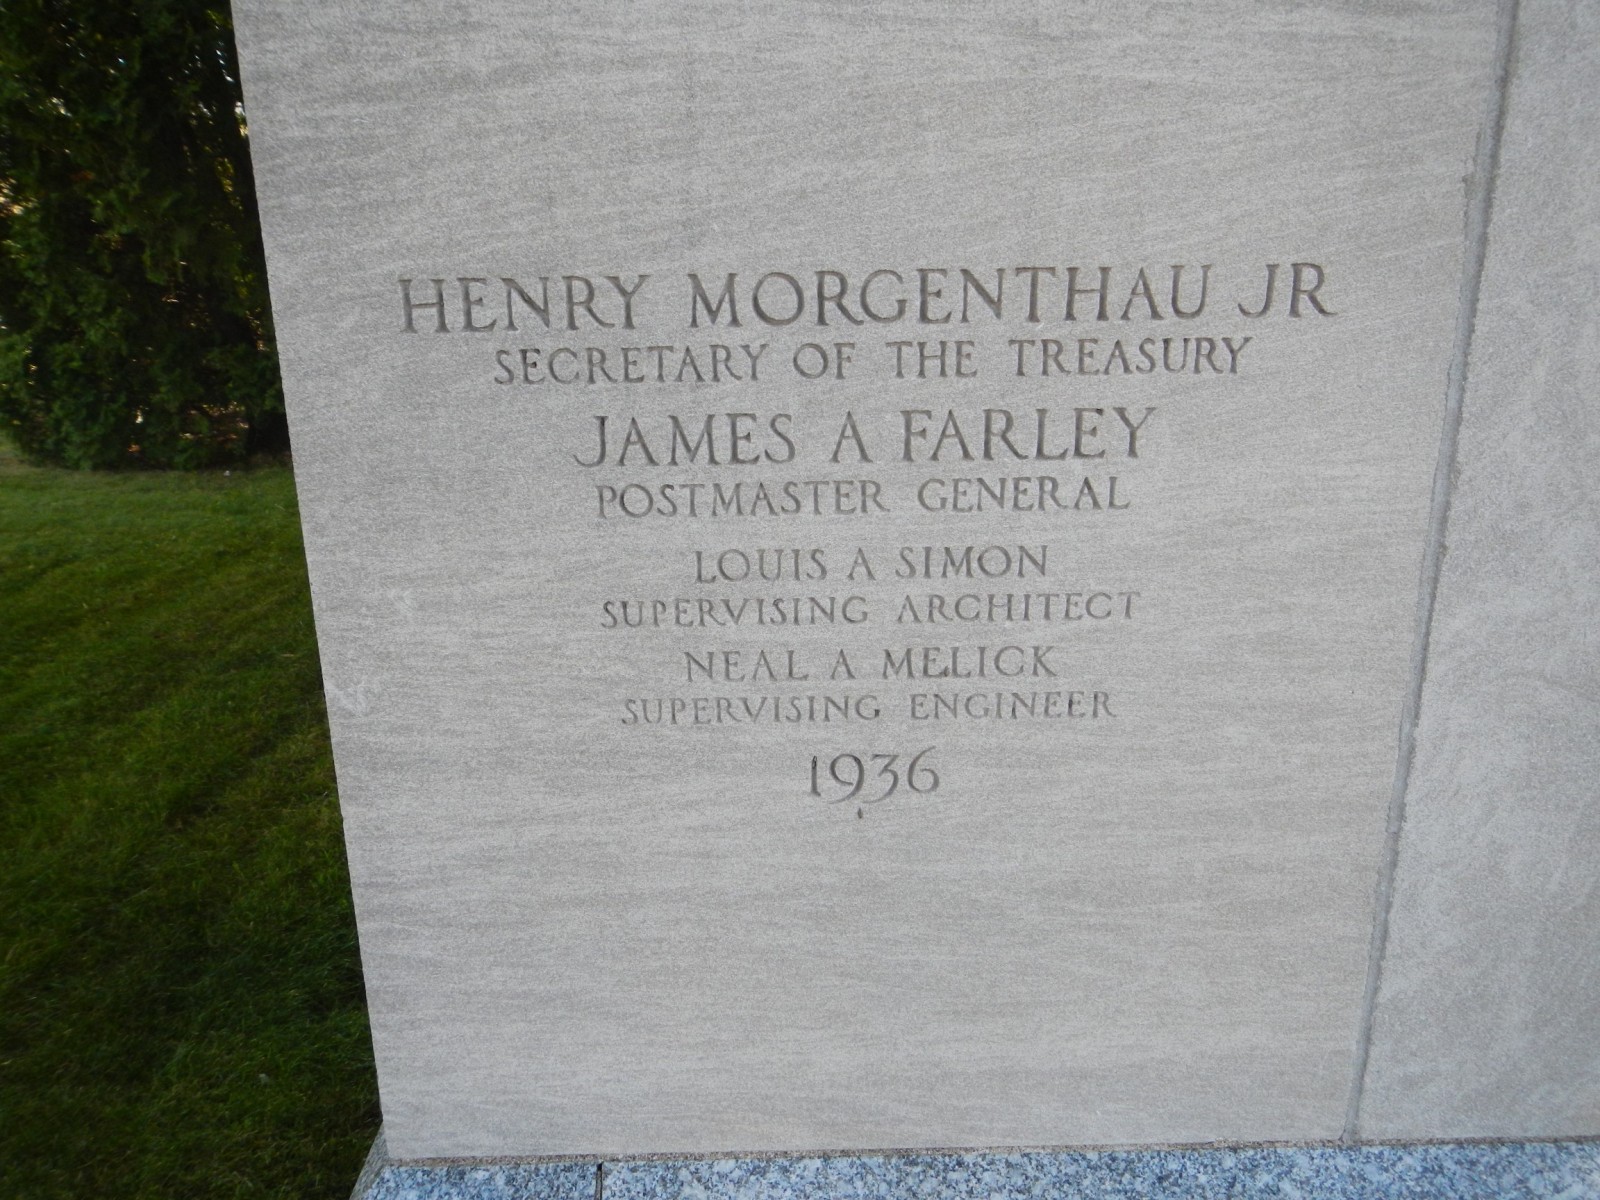 HENRY MORGENTHAU JR
SECRETARY OF THE TREASURY
JAMES A FARLEY
POSTMASTER GENERAL
LOUIS A SIMON
SUPERVISING ARCHITECT
NEAL A MELICK
SUPERVISING ENGINEER
1936